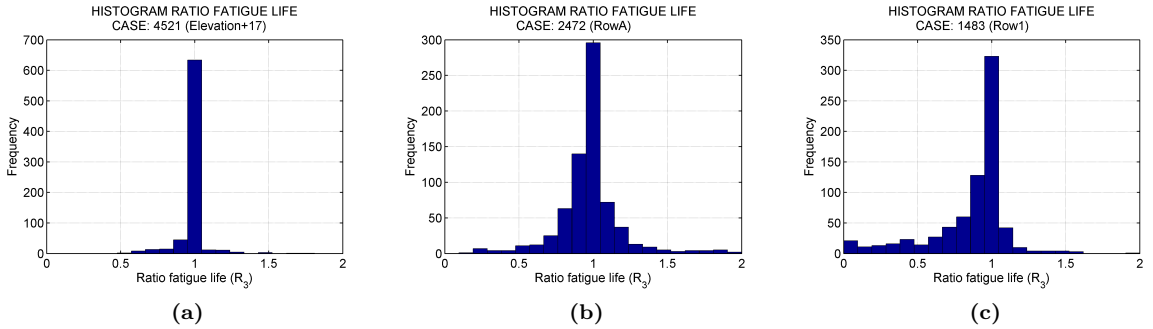 HISTOGRAM RATIO FATIGUE LIFE
CASE: 4521 (Elevation+17)
700
600
500
400
300
200
100
0
Frequency
0 0.5 1 1.5 2
Ratio fatigue life (R3)
(a)
HISTOGRAM RATIO FATIGUE LIFE
CASE: 2472 (RowA)
300
250
200
150
100
50
0
Frequency
0 0.5 1 1.5 2
Ratio fatigue life (R3)
(b)
HISTOGRAM RATIO FATIGUE LIFE
CASE: 1483 (Row1)
350
300
250
200
150
100
50
0
Frequency
0 0.5 1 1.5 2
Ratio fatigue life (R3)
(c)